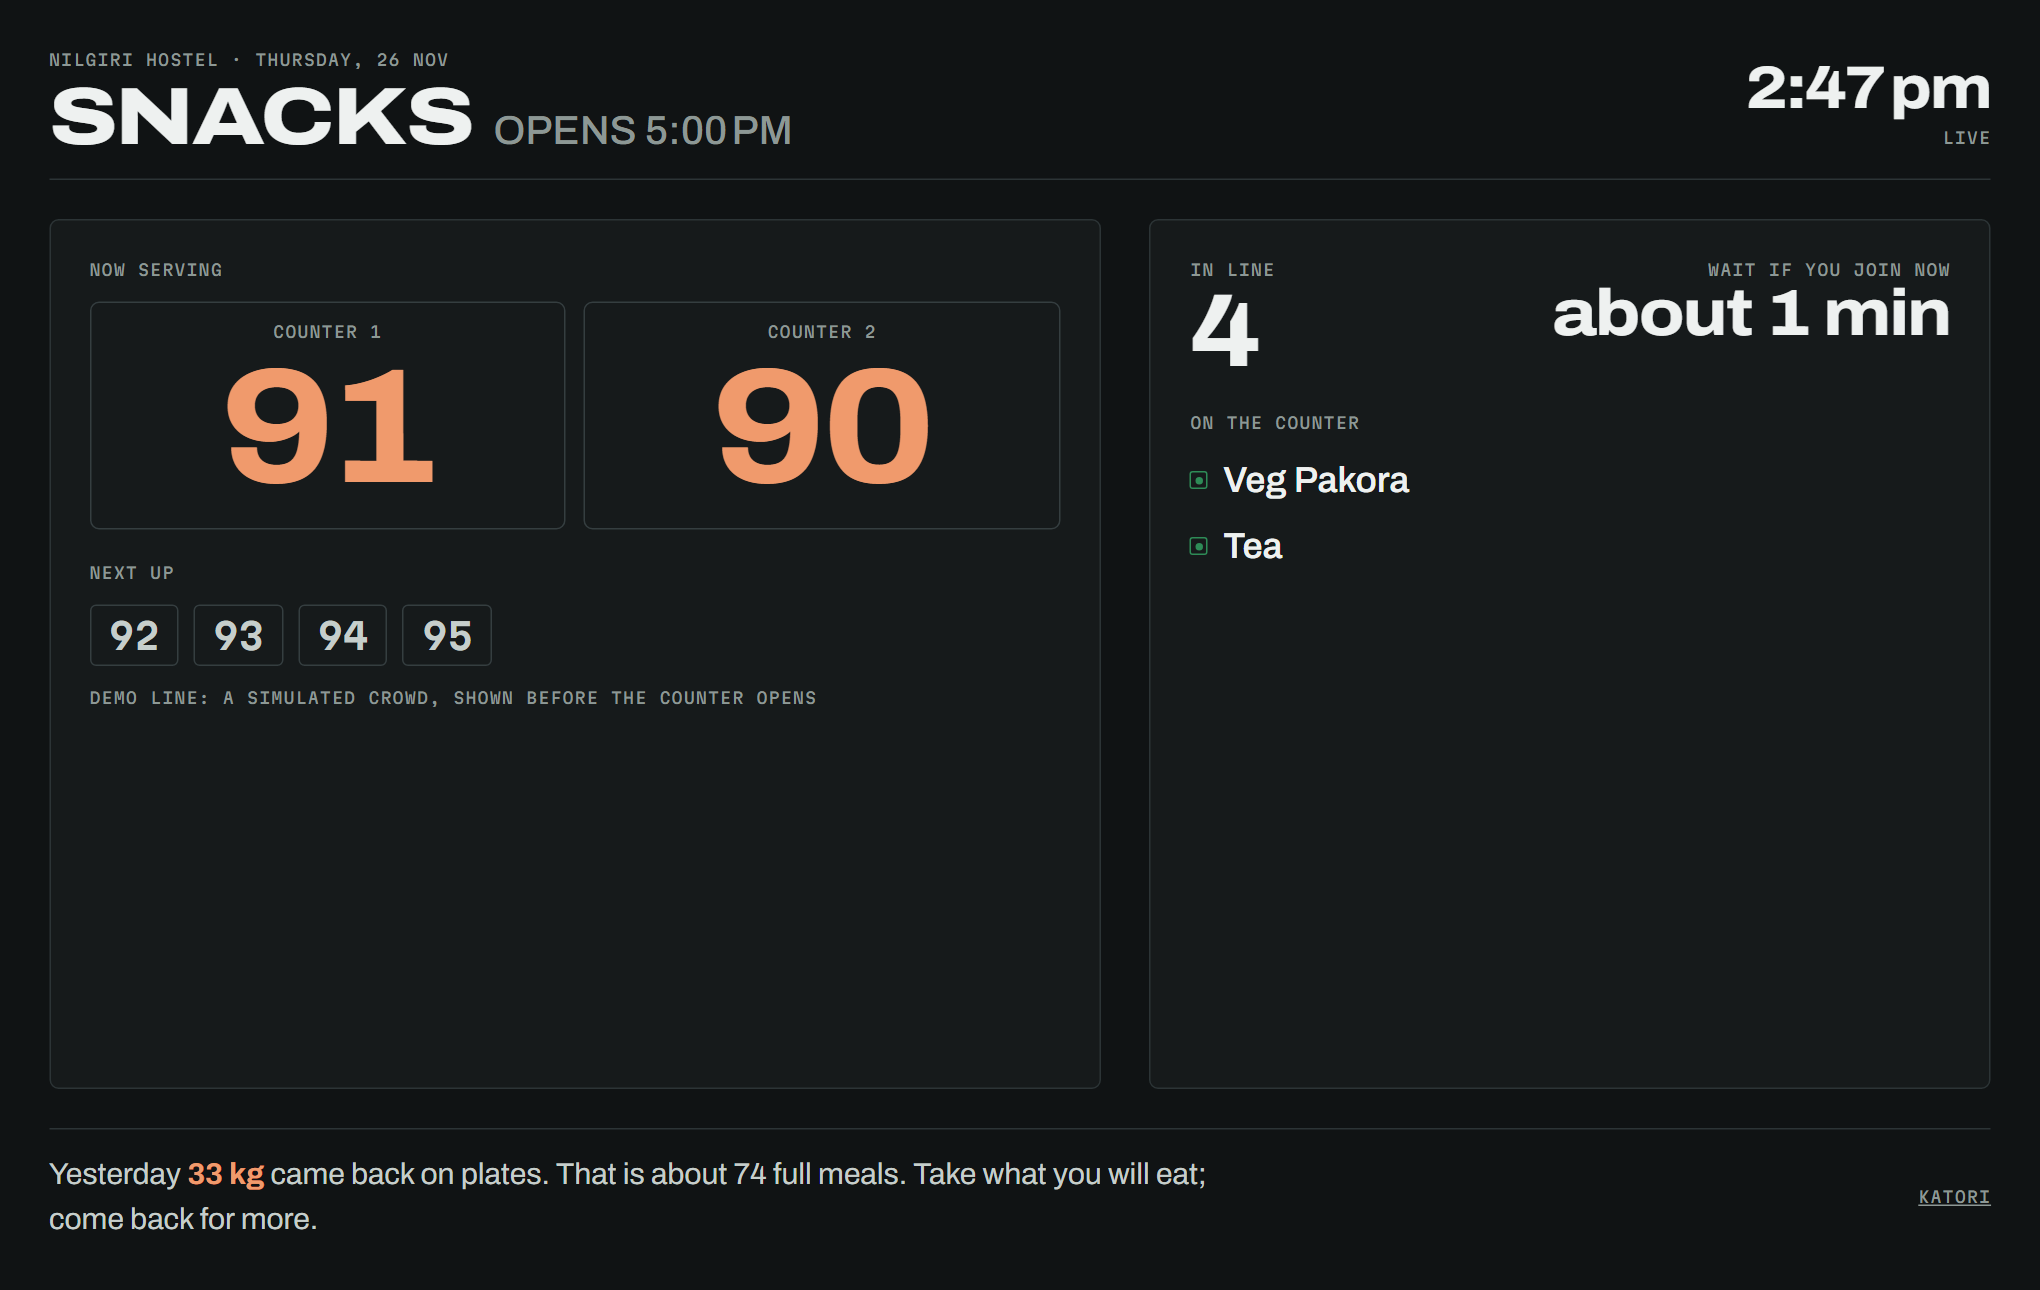 NILGIRI HOSTEL · THURSDAY, 26 NOV
SNACKS OPENS 5:00 PM
2:47 pm
LIVE
NOW SERVING
COUNTER 1
91
COUNTER 2
90
NEXT UP
92 93 94 95
DEMO LINE: A SIMULATED CROWD, SHOWN BEFORE THE COUNTER OPENS
IN LINE
4
WAIT IF YOU JOIN NOW
about 1 min
ON THE COUNTER
Veg Pakora
Tea
Yesterday 33 kg came back on plates. That is about 74 full meals. Take what you will eat;
come back for more.
KATORI